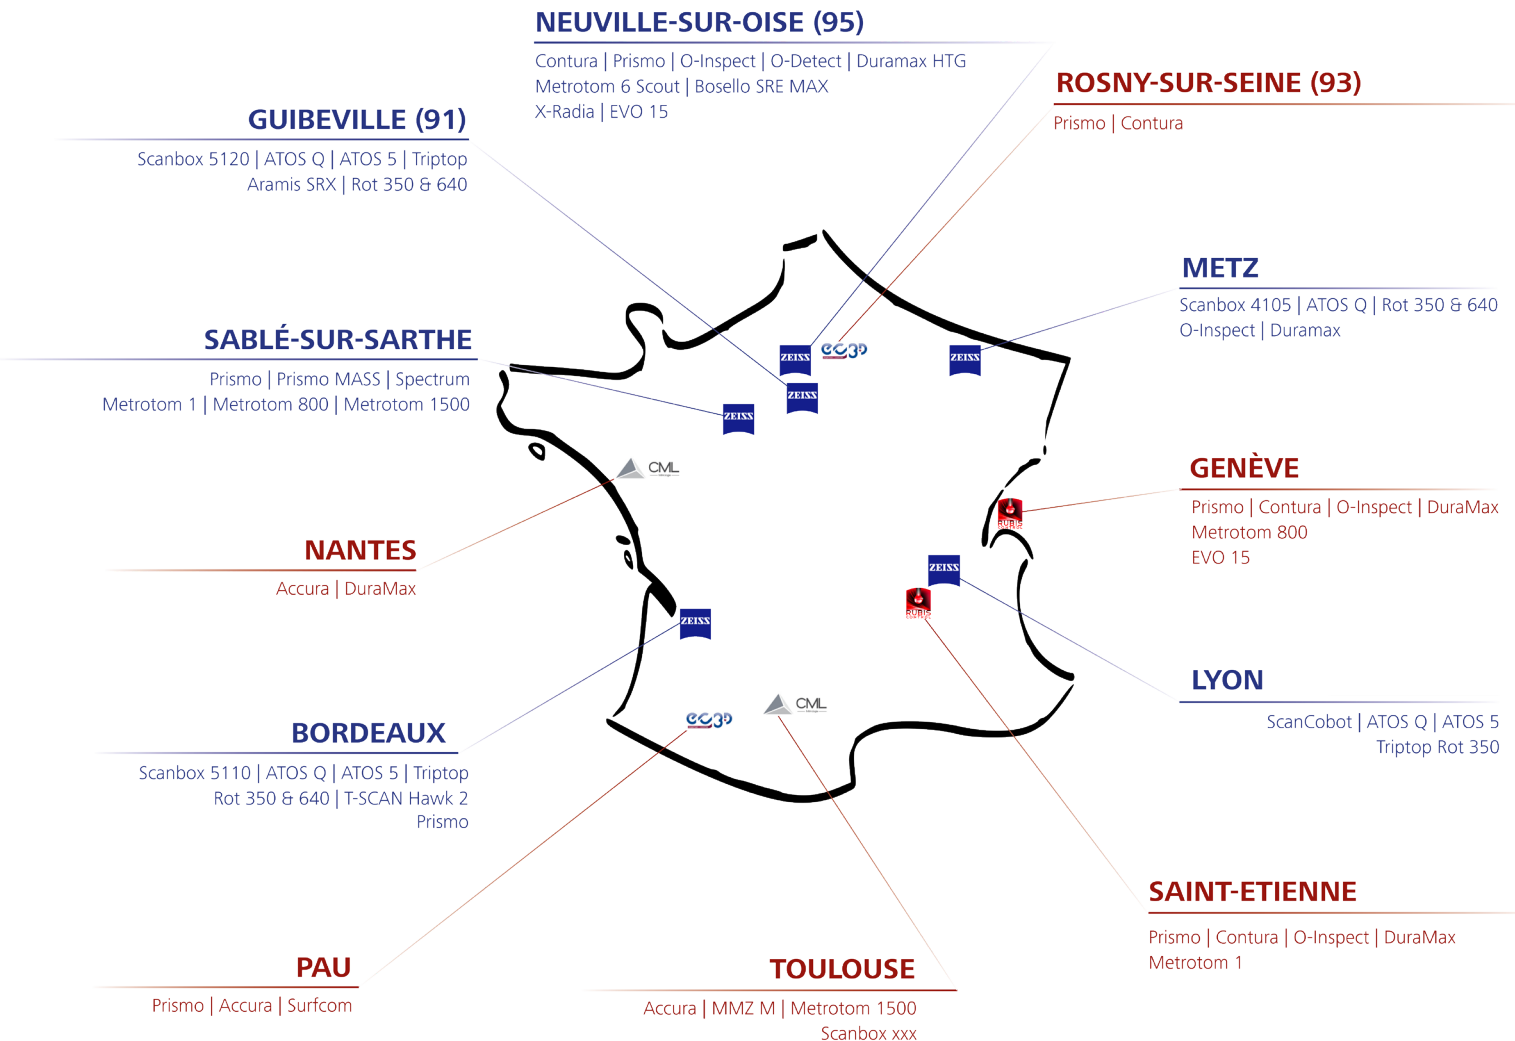 NEUVILLE-SUR-OISE (95)
Contura | Prismo | O-Inspect | O-Detect | Duramax HTG
Metrotom 6 Scout | Bosello SRE MAX
X-Radia | EVO 15
ROSNY-SUR-SEINE (93)
Prismo | Contura
GUIBEVILLE (91)
Scanbox 5120 | ATOS Q | ATOS 5 | Triptop
Aramis SRX | Rot 350 & 640
METZ
Scanbox 4105 | ATOS Q | Rot 350 & 640
O-Inspect | Duramax
SABLÉ-SUR-SARTHE
Prismo | Prismo MASS | Spectrum
Metrotom 1 | Metrotom 800 | Metrotom 1500
ZEISS
EC3D
ZEISS
ZEISS
ZEISS
CML
GENÈVE
Prismo | Contura | O-Inspect | DuraMax
Metrotom 800
EVO 15
RUBIS
NANTES
Accura | DuraMax
ZEISS
RUBIS
ZEISS
LYON
ScanCobot | ATOS Q | ATOS 5
Triptop Rot 350
BORDEAUX
Scanbox 5110 | ATOS Q | ATOS 5 | Triptop
Rot 350 & 640 | T-SCAN Hawk 2
Prismo
EC3D
CML
SAINT-ETIENNE
Prismo | Contura | O-Inspect | DuraMax
Metrotom 1
PAU
Prismo | Accura | Surfcom
TOULOUSE
Accura | MMZ M | Metrotom 1500
Scanbox xxx